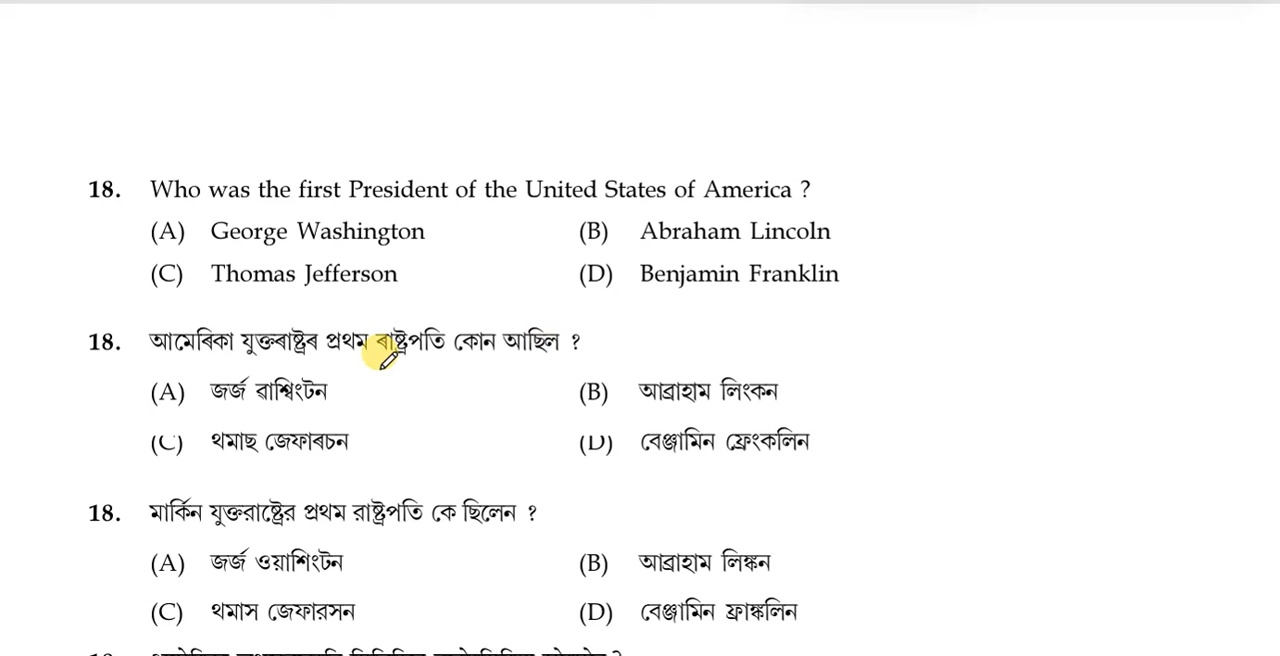 18. Who was the first President of the United States of America ?
(A) George Washington (B) Abraham Lincoln
(C) Thomas Jefferson (D) Benjamin Franklin
18. আমেৰিকা যুক্তৰাষ্ট্ৰৰ প্ৰথম ৰাষ্ট্ৰপতি কোন আছিল ?
(A) জৰ্জ ৱাশ্বিংটন (B) আব্ৰাহাম লিংকন
(C) থমাছ জেফাৰচন (D) বেঞ্জামিন ফ্ৰেংকলিন
18. মার্কিন যুক্তরাষ্ট্রের প্রথম রাষ্ট্রপতি কে ছিলেন ?
(A) জর্জ ওয়াশিংটন (B) আব্রাহাম লিঙ্কন
(C) থমাস জেফারসন (D) বেঞ্জামিন ফ্রাঙ্কলিন